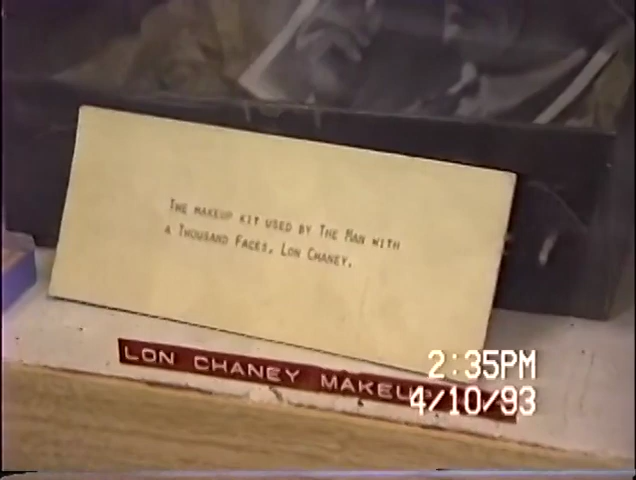 THE MAKEUP KIT USED BY THE MAN WITH
A THOUSAND FACES, LON CHANEY.
LON CHANEY MAKEUP
2:35PM
4/10/93